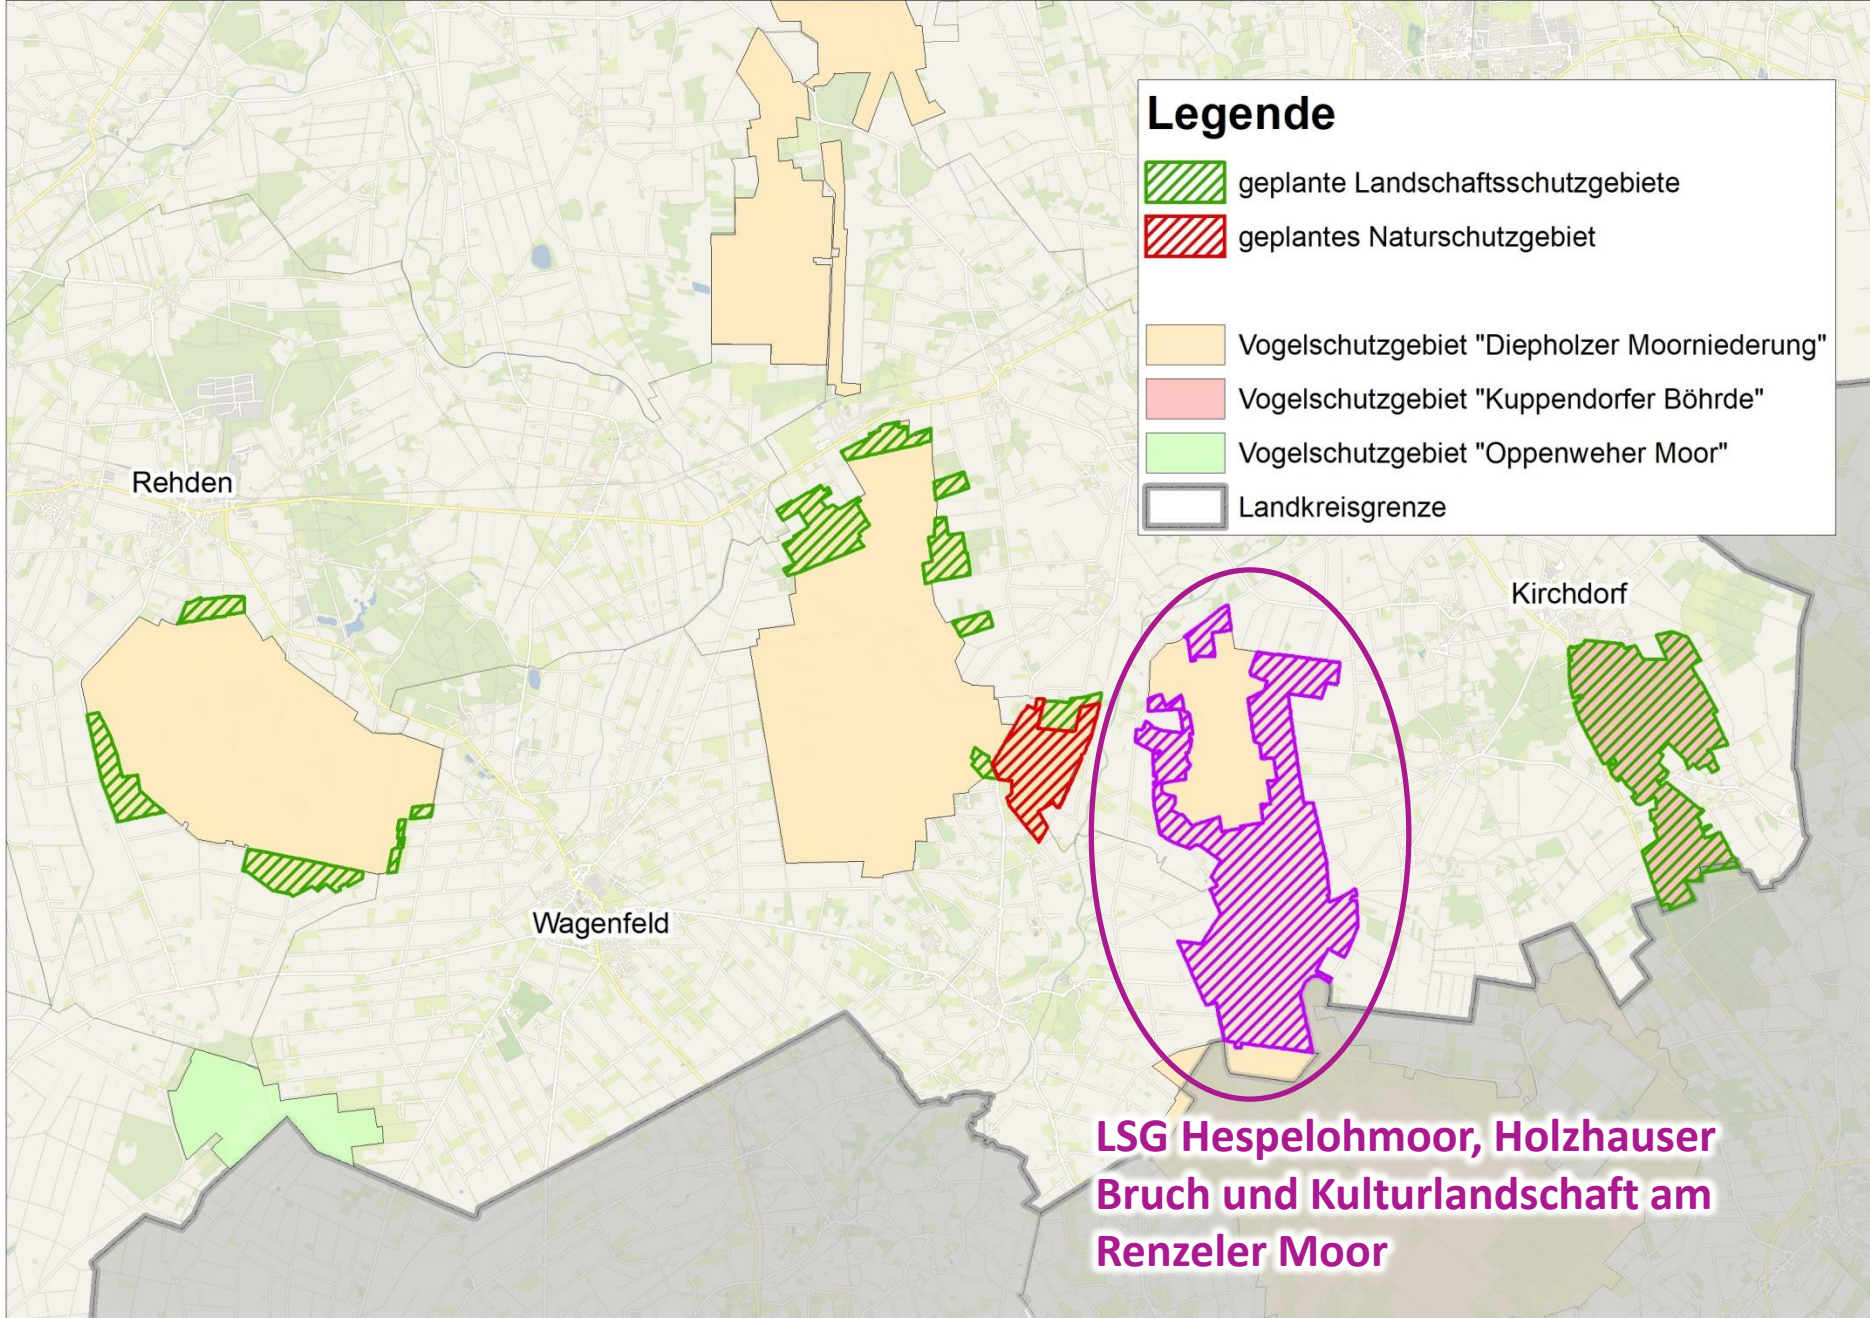 Legende
geplante Landschaftsschutzgebiete
geplantes Naturschutzgebiet
Vogelschutzgebiet "Diepholzer Moorniederung"
Vogelschutzgebiet "Kuppendorfer Böhrde"
Vogelschutzgebiet "Oppenweher Moor"
Landkreisgrenze
Rehden
Kirchdorf
Wagenfeld
LSG Hespelohmoor, Holzhauser
Bruch und Kulturlandschaft am
Renzeler Moor